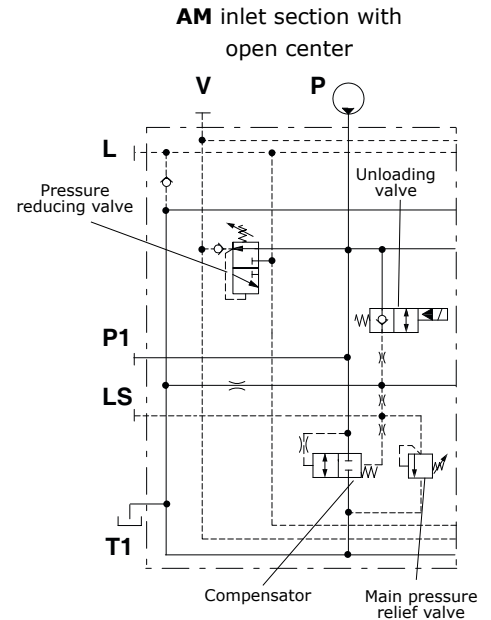 AM inlet section with
open center
V
P
L
Unloading
valve
Pressure
reducing valve
P1
LS
T1
Compensator
Main pressure
relief valve